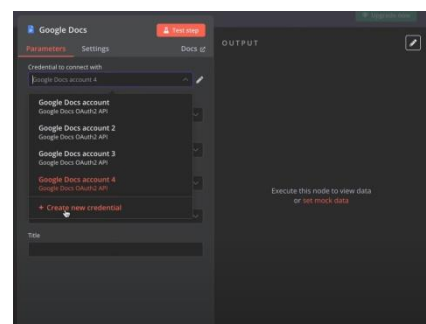 Upgrade now
Google Docs
Test step
Parameters
Settings
Docs
OUTPUT
Credential to connect with
Google Docs account 4
Google Docs account
Google Docs OAuth2 API
Google Docs account 2
Google Docs OAuth2 API
Google Docs account 3
Google Docs OAuth2 API
Google Docs account 4
Google Docs OAuth2 API
+ Create new credential
Title
Execute this node to view data
or set mock data